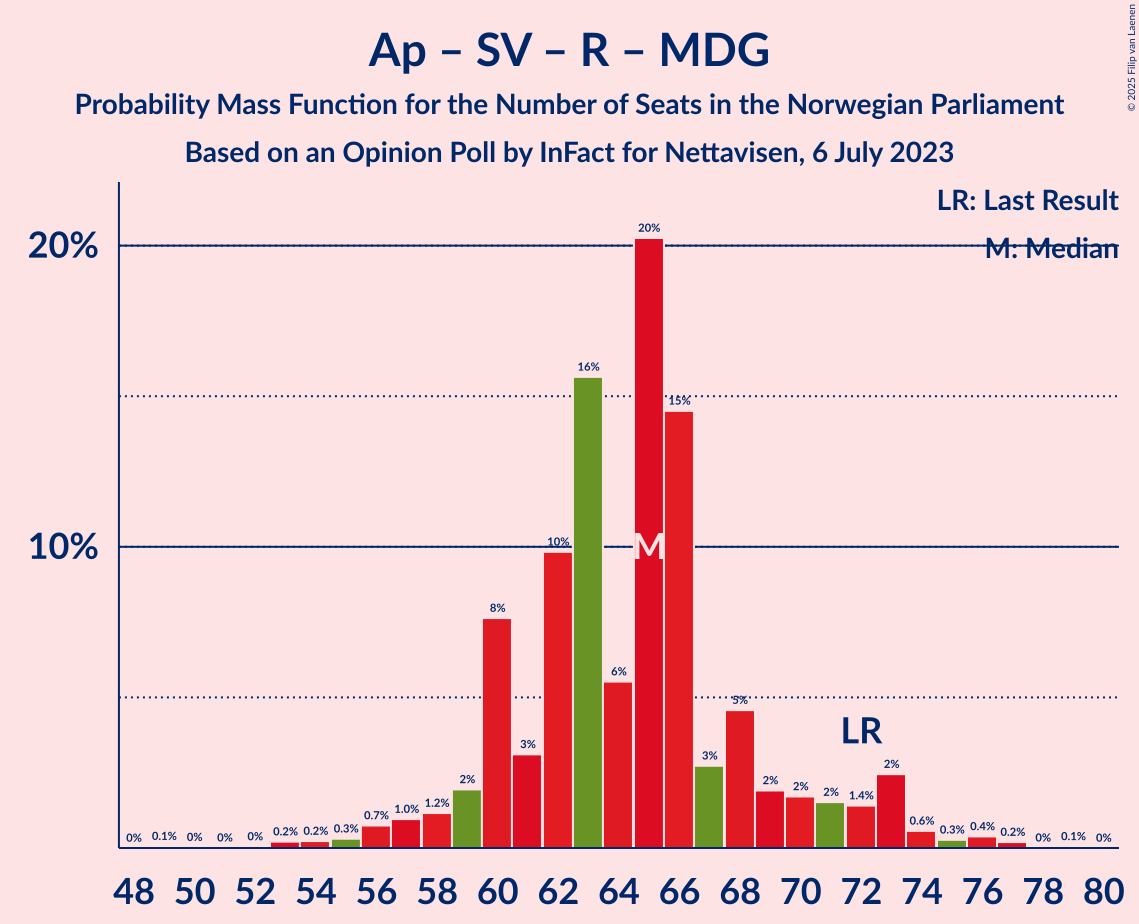 Ap – SV – R – MDG
Probability Mass Function for the Number of Seats in the Norwegian Parliament
Based on an Opinion Poll by InFact for Nettavisen, 6 July 2023
© 2025 Filip van Laenen
LR: Last Result
M: Median
20%
10%
0% 0.1% 0% 0% 0% 0.2% 0.2% 0.3% 0.7% 1.0% 1.2% 2% 8% 3% 10% 16% 6% 20% 15% 3% 5% 2% 2% 2% 1.4% 2% 0.6% 0.3% 0.4% 0.2% 0% 0.1% 0%
M
LR
48 50 52 54 56 58 60 62 64 66 68 70 72 74 76 78 80